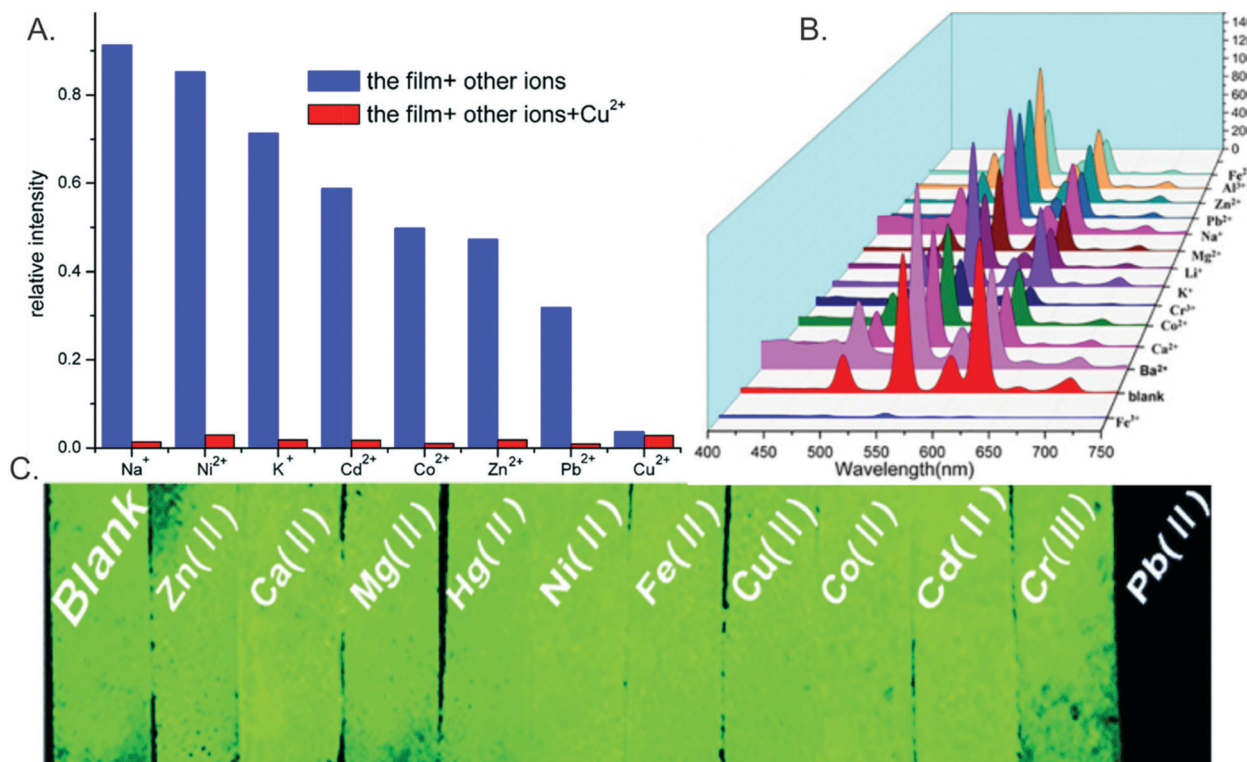 A.
0.8
0.6
0.4
0.2
0.0
relative intensity
the film+ other ions
the film+ other ions+Cu²⁺
Na⁺
Ni²⁺
K⁺
Cd²⁺
Co²⁺
Zn²⁺
Pb²⁺
Cu²⁺
B.
140
120
100
80
60
40
20
0
Fe²
Al³⁺
Zn²⁺
Pb²⁺
Na⁺
Mg²⁺
Li⁺
K⁺
Cr³⁺
Co²⁺
Ca²⁺
Ba²⁺
blank
Fe³⁺
400 450 500 550 600 650 700 750
Wavelength(nm)
C.
Blank
Zn(II)
Ca(II)
Mg(II)
Hg(II)
Ni(II)
Fe(II)
Cu(II)
Co(II)
Cd(II)
Cr(III)
Pb(II)